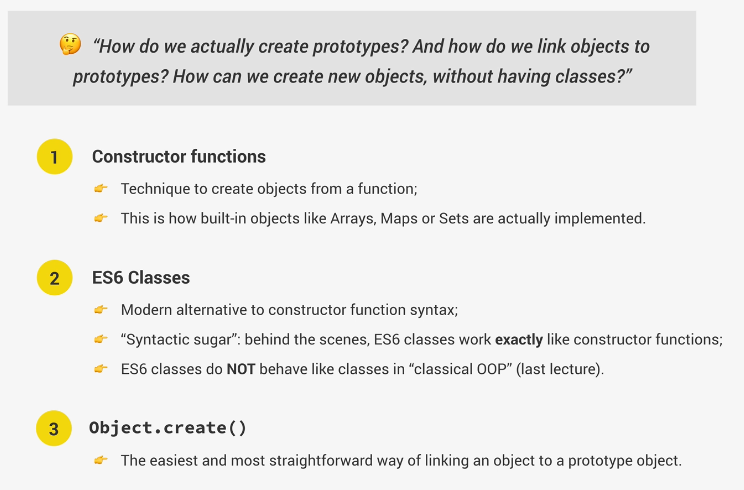 🤔 “How do we actually create prototypes? And how do we link objects to
prototypes? How can we create new objects, without having classes?”
1 Constructor functions
👉 Technique to create objects from a function;
👉 This is how built-in objects like Arrays, Maps or Sets are actually implemented.
2 ES6 Classes
👉 Modern alternative to constructor function syntax;
👉 “Syntactic sugar”: behind the scenes, ES6 classes work exactly like constructor functions;
👉 ES6 classes do NOT behave like classes in “classical OOP” (last lecture).
3 Object.create()
👉 The easiest and most straightforward way of linking an object to a prototype object.